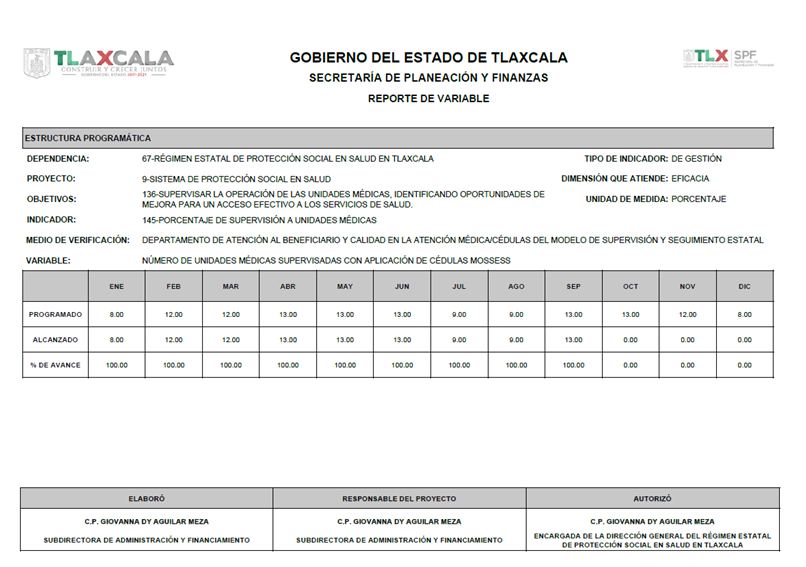 TLAXCALA
CONSTRUIR Y CRECER JUNTOS
GOBIERNO DEL ESTADO 2017-2021
GOBIERNO DEL ESTADO DE TLAXCALA
SECRETARÍA DE PLANEACIÓN Y FINANZAS
REPORTE DE VARIABLE
TLX SPF
ESTRUCTURA PROGRAMÁTICA
DEPENDENCIA: 67-RÉGIMEN ESTATAL DE PROTECCIÓN SOCIAL EN SALUD EN TLAXCALA TIPO DE INDICADOR: DE GESTIÓN
PROYECTO: 9-SISTEMA DE PROTECCIÓN SOCIAL EN SALUD DIMENSIÓN QUE ATIENDE: EFICACIA
OBJETIVOS: 136-SUPERVISAR LA OPERACIÓN DE LAS UNIDADES MÉDICAS, IDENTIFICANDO OPORTUNIDADES DE
MEJORA PARA UN ACCESO EFECTIVO A LOS SERVICIOS DE SALUD. UNIDAD DE MEDIDA: PORCENTAJE
INDICADOR: 145-PORCENTAJE DE SUPERVISIÓN A UNIDADES MÉDICAS
MEDIO DE VERIFICACIÓN: DEPARTAMENTO DE ATENCIÓN AL BENEFICIARIO Y CALIDAD EN LA ATENCIÓN MÉDICA/CÉDULAS DEL MODELO DE SUPERVISIÓN Y SEGUIMIENTO ESTATAL
VARIABLE: NÚMERO DE UNIDADES MÉDICAS SUPERVISADAS CON APLICACIÓN DE CÉDULAS MOSSESS
ENE FEB MAR ABR MAY JUN JUL AGO SEP OCT NOV DIC
PROGRAMADO 8.00 12.00 12.00 13.00 13.00 13.00 9.00 9.00 13.00 13.00 12.00 8.00
ALCANZADO 8.00 12.00 12.00 13.00 13.00 13.00 9.00 9.00 13.00 0.00 0.00 0.00
% DE AVANCE 100.00 100.00 100.00 100.00 100.00 100.00 100.00 100.00 100.00 0.00 0.00 0.00
ELABORÓ RESPONSABLE DEL PROYECTO AUTORIZÓ
C.P. GIOVANNA DY AGUILAR MEZA C.P. GIOVANNA DY AGUILAR MEZA C.P. GIOVANNA DY AGUILAR MEZA
SUBDIRECTORA DE ADMINISTRACIÓN Y FINANCIAMIENTO SUBDIRECTORA DE ADMINISTRACIÓN Y FINANCIAMIENTO ENCARGADA DE LA DIRECCIÓN GENERAL DEL RÉGIMEN ESTATAL
DE PROTECCIÓN SOCIAL EN SALUD EN TLAXCALA